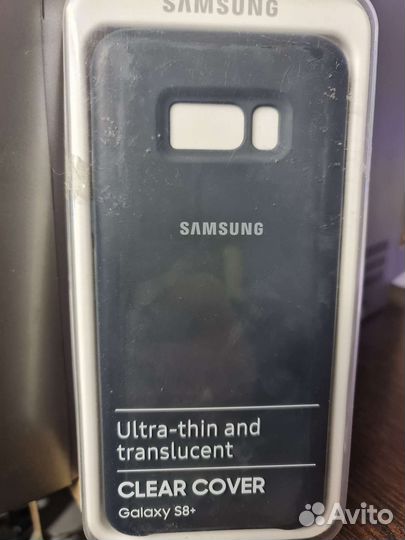 SAMSUNG
SAMSUNG
Ultra-thin and
translucent
CLEAR COVER
Galaxy S8+
Avito